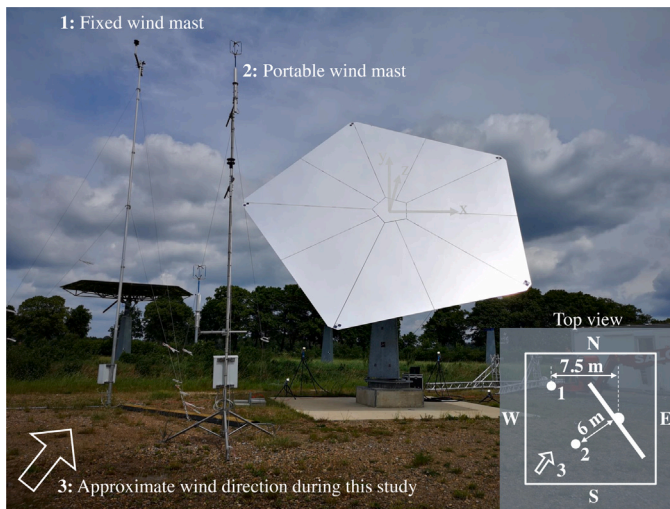 1: Fixed wind mast
2: Portable wind mast
y
z
x
Top view
N
7.5 m
1
W
E
6 m
2
3
S
3: Approximate wind direction during this study